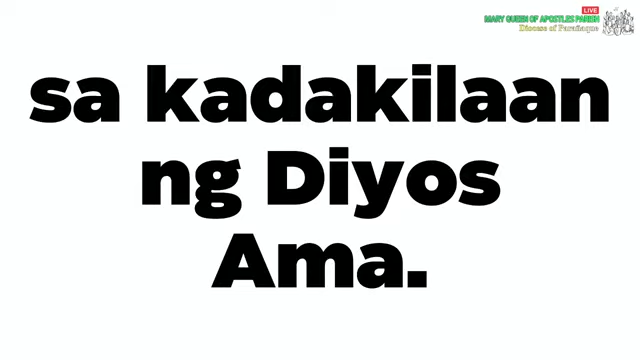 LIVE
MARY QUEEN OF APOSTLES PARISH
Diocese of Parañaque
sa kadakilaan
ng Diyos
Ama.